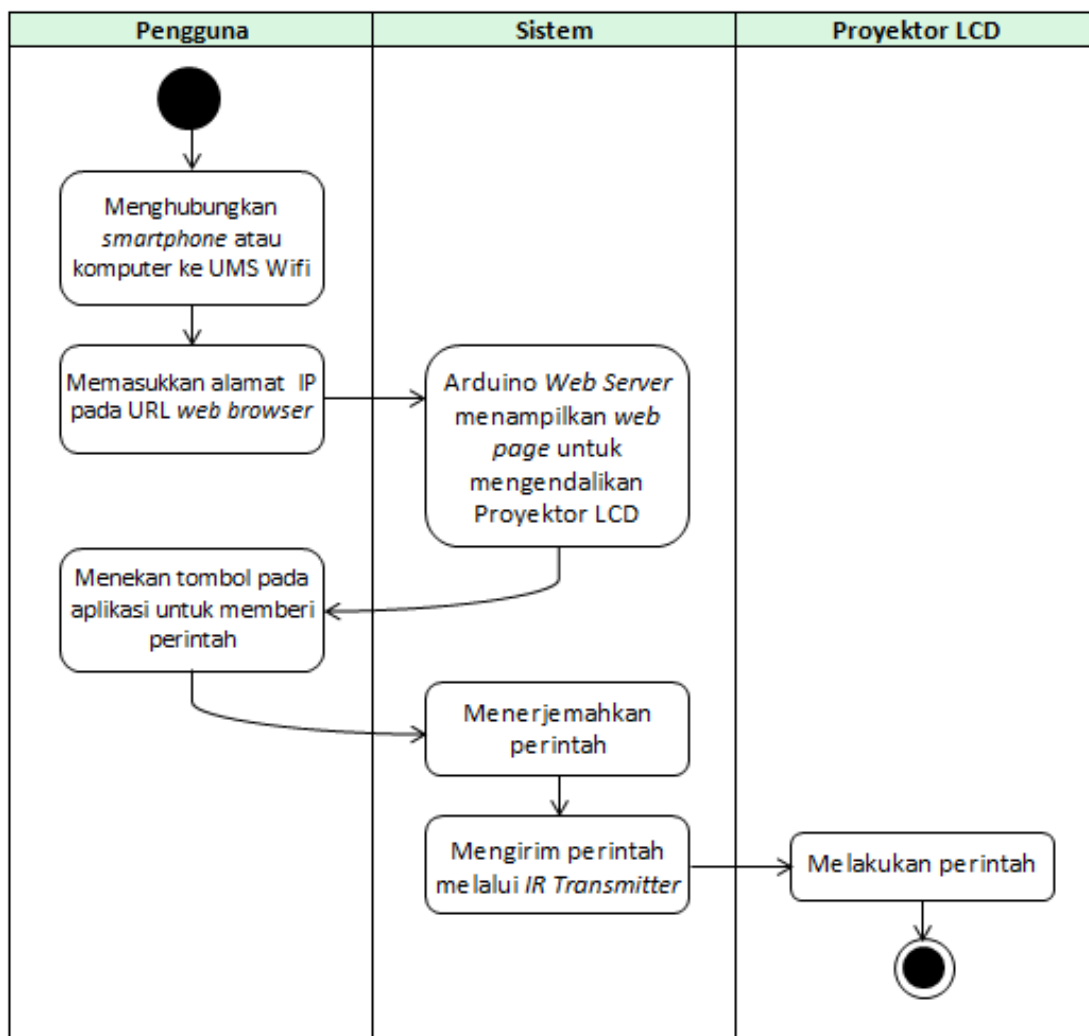 Pengguna
Sistem
Proyektor LCD
Menghubungkan
smartphone atau
komputer ke UMS Wifi
Memasukkan alamat IP
pada URL web browser
Arduino Web Server
menampilkan web
page untuk
mengendalikan
Proyektor LCD
Menekan tombol pada
aplikasi untuk memberi
perintah
Menerjemahkan
perintah
Mengirim perintah
melalui IR Transmitter
Melakukan perintah